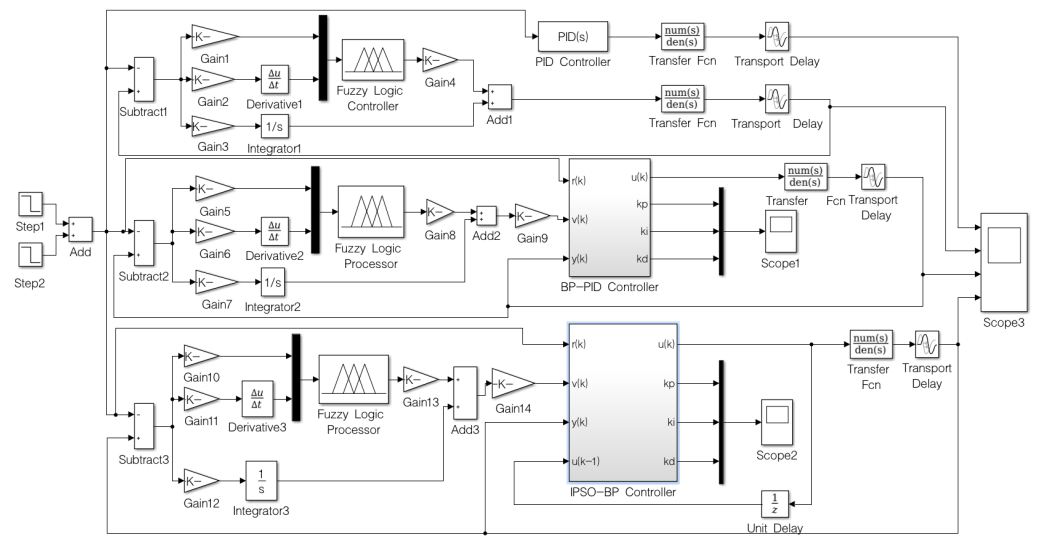 K-
Gain1
K-
Gain2
Δu
Δt
Derivative1
K-
Gain3
1/s
Integrator1
-
+
Subtract1
Fuzzy Logic
Controller
K-
Gain4
+
+
Add1
PID(s)
PID Controller
num(s)
den(s)
Transfer Fcn
Transport Delay
num(s)
den(s)
Transfer Fcn
Transport Delay
Step1
Step2
+
+
Add
-
+
Subtract2
K-
Gain5
K-
Gain6
Δu
Δt
Derivative2
K-
Gain7
1/s
Integrator2
Fuzzy Logic
Processor
K-
Gain8
+
+
Add2
K-
Gain9
r(k)
v(k)
y(k)
u(k)
kp
ki
kd
BP-PID Controller
Scope1
num(s)
den(s)
Transfer Fcn
Transport
Delay
Scope3
-
+
Subtract3
K-
Gain10
K-
Gain11
Δu
Δt
Derivative3
K-
Gain12
1
s
Integrator3
Fuzzy Logic
Processor
K-
Gain13
+
+
Add3
K-
Gain14
r(k)
v(k)
y(k)
u(k-1)
u(k)
kp
ki
kd
IPSO-BP Controller
Scope2
1
z
Unit Delay
num(s)
den(s)
Transfer
Fcn
Transport
Delay